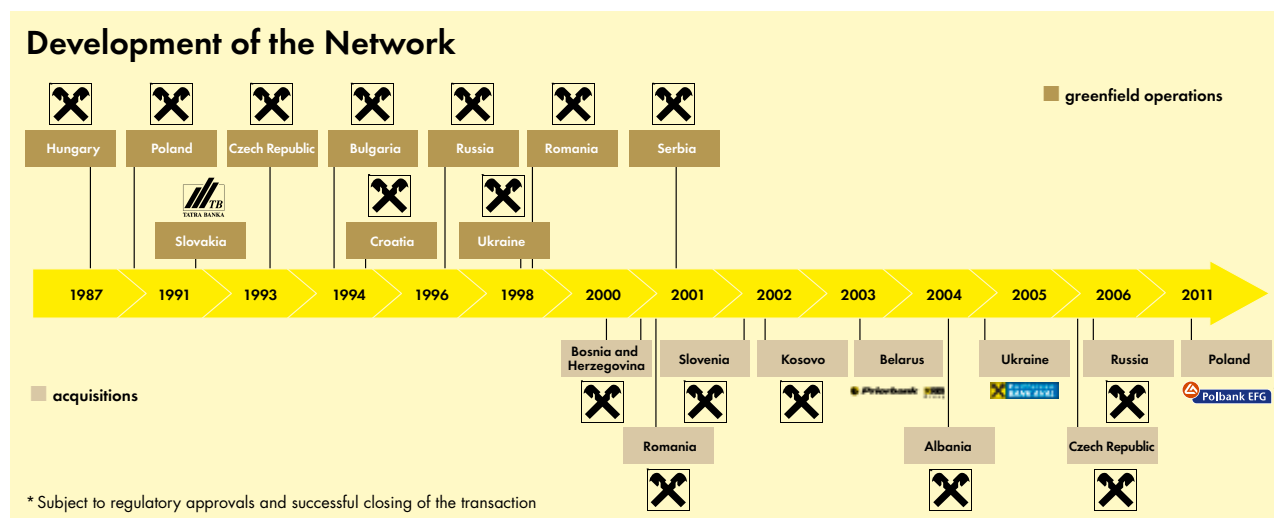 Development of the Network
greenfield operations
Hungary
Poland
Czech Republic
Bulgaria
Russia
Romania
Serbia
TB
TATRA BANKA
Slovakia
Croatia
Ukraine
1987
1991
1993
1994
1996
1998
2000
2001
2002
2003
2004
2005
2006
2011
Bosnia and
Herzegovina
Slovenia
Kosovo
Belarus
Ukraine
Russia
Poland
acquisitions
Priorbank
BANK AVAL
Polbank EFG
Romania
Albania
Czech Republic
* Subject to regulatory approvals and successful closing of the transaction